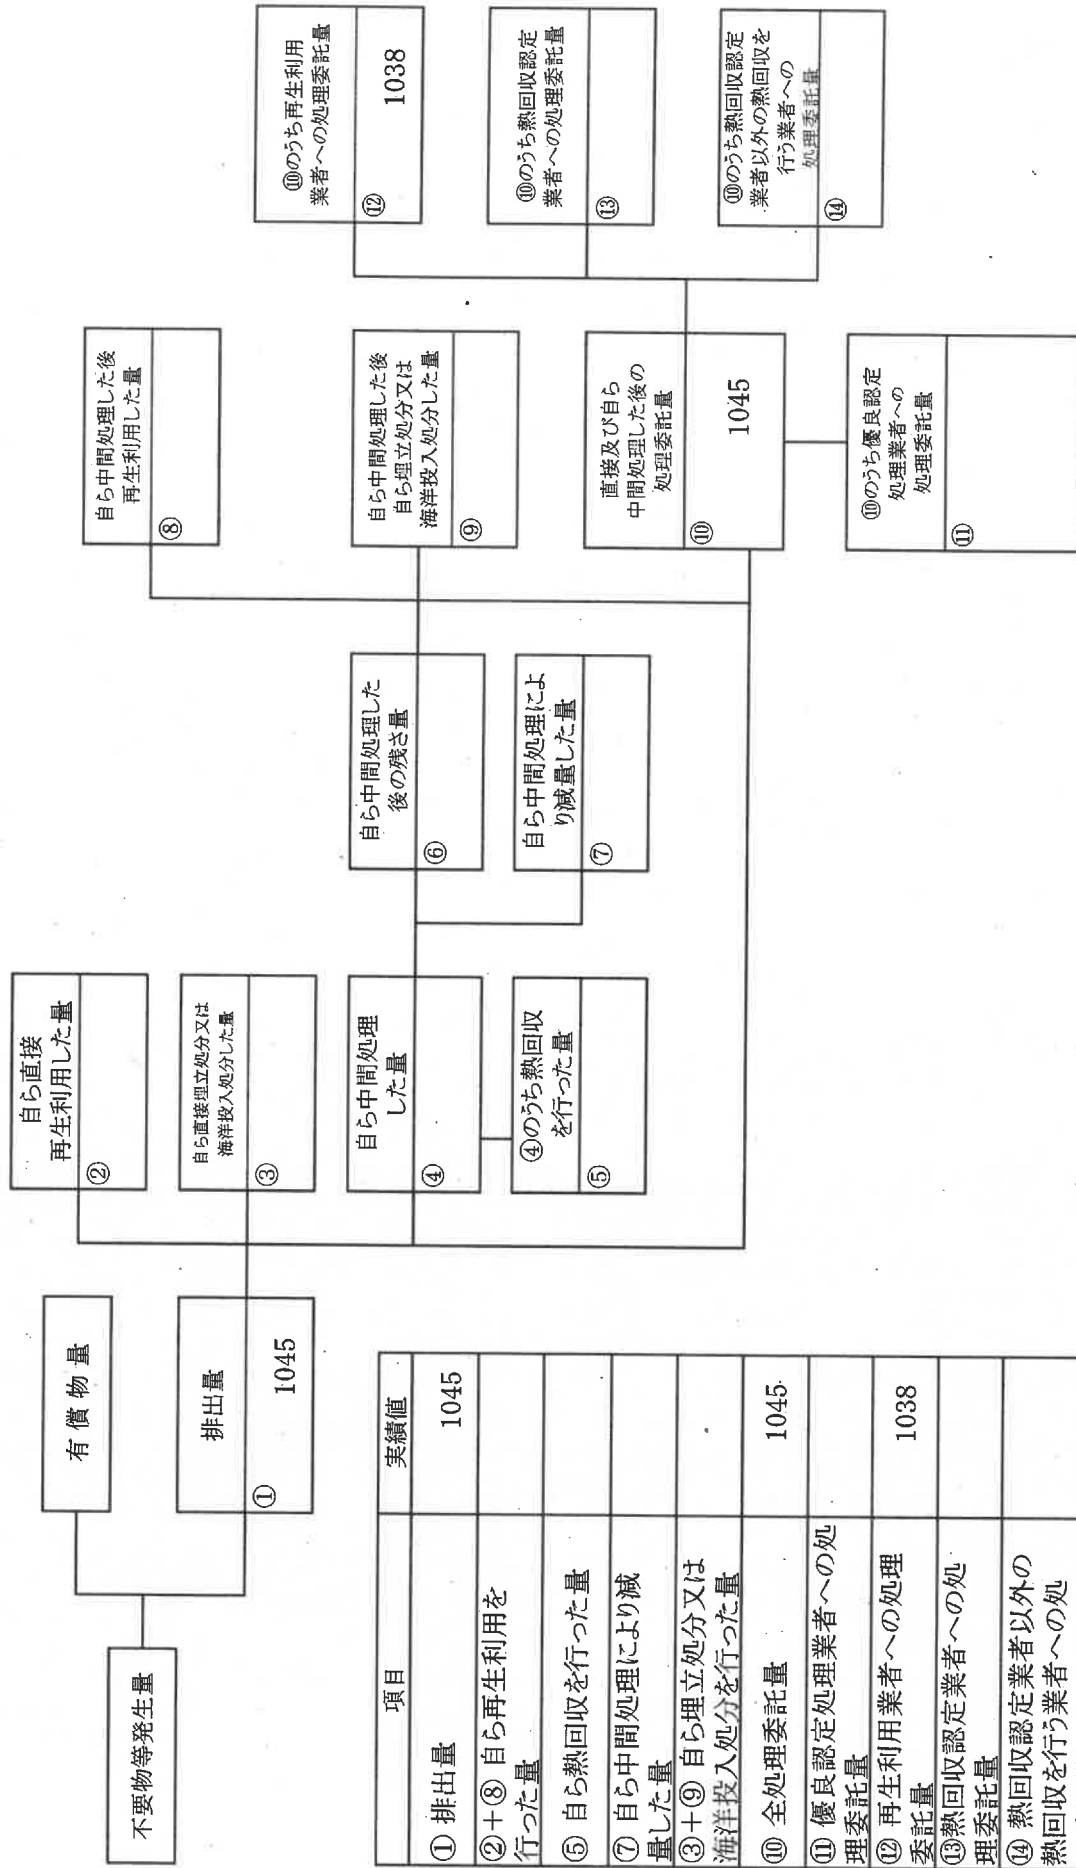 不要物等発生量
有償物量
排出量
①
1045
自ら直接
再生利用した量
②
自ら直接埋立処分又は
海洋投入処分した量
③
自ら中間処理
した量
④
④のうち熱回収
を行った量
⑤
自ら中間処理した
後の残さ量
⑥
自ら中間処理によ
り減量した量
⑦
自ら中間処理した後
再生利用した量
⑧
自ら中間処理した後
自ら埋立処分又は
海洋投入処分した量
⑨
直接及び自ら
中間処理した後の
処理委託量
⑩
1045
⑩のうち優良認定
処理業者への
処理委託量
⑪
⑩のうち再生利用
業者への処理委託量
⑫
1038
⑩のうち熱回収認定
業者への処理委託量
⑬
⑩のうち熱回収認定
業者以外の熱回収を
行う業者への
処理委託量
⑭
項目 実績値
① 排出量 1045
②+⑧ 自ら再生利用を
行った量
⑤ 自ら熱回収を行った量
⑦ 自ら中間処理により減
量した量
③+⑨ 自ら埋立処分又は
海洋投入処分を行った量
⑩ 全処理委託量 1045
⑪ 優良認定処理業者への処
理委託量
⑫ 再生利用業者への処理
委託量 1038
⑬熱回収認定業者への処
理委託量
⑭ 熱回収認定業者以外の
熱回収を行う業者への処